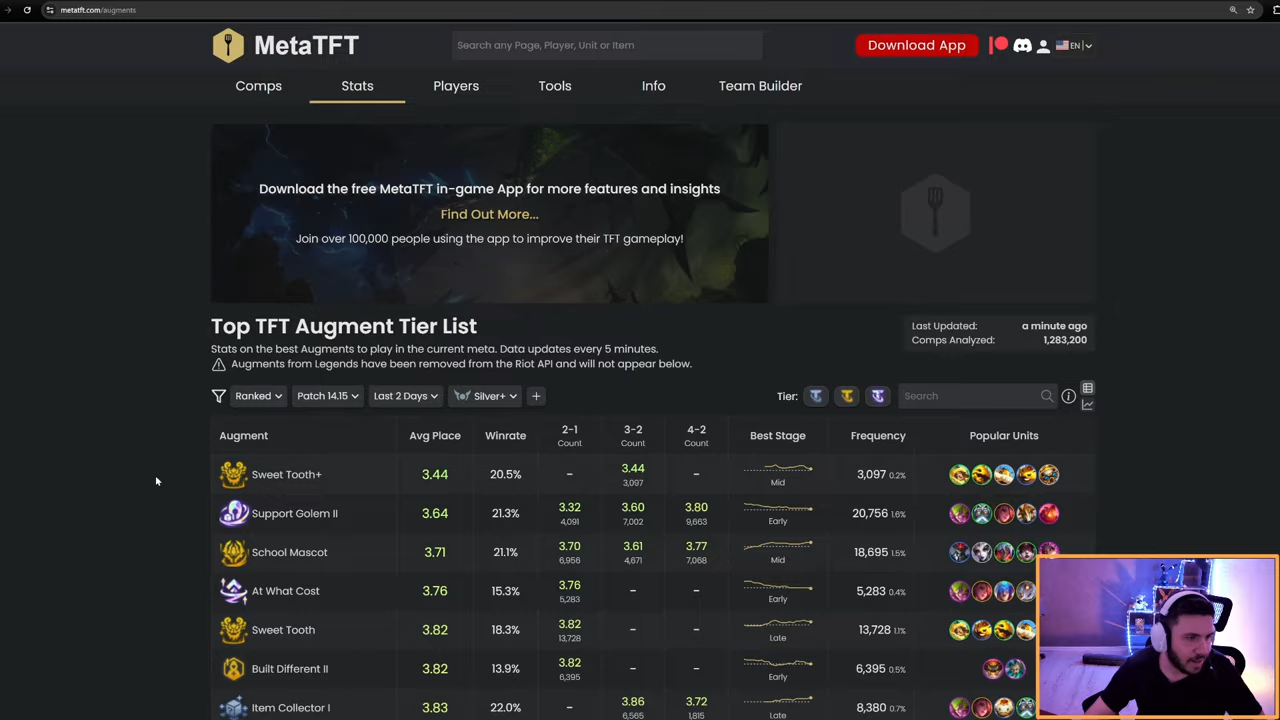 metatft.com/augments
MetaTFT
Search any Page, Player, Unit or Item
Download App
EN
Comps
Stats
Players
Tools
Info
Team Builder
Download the free MetaTFT in-game App for more features and insights
Find Out More...
Join over 100,000 people using the app to improve their TFT gameplay!
Top TFT Augment Tier List
Last Updated: a minute ago
Stats on the best Augments to play in the current meta. Data updates every 5 minutes.
Comps Analyzed: 1,283,200
Augments from Legends have been removed from the Riot API and will not appear below.
Ranked Patch 14.15 Last 2 Days Silver+ + Tier: Search
Augment Avg Place Winrate 2-1 Count 3-2 Count 4-2 Count Best Stage Frequency Popular Units
Sweet Tooth+ 3.44 20.5% – 3.44 3,097 – Mid 3,097 0.2%
Support Golem II 3.64 21.3% 3.32 4,091 3.60 7,002 3.80 9,663 Early 20,756 1.6%
School Mascot 3.71 21.1% 3.70 6,956 3.61 4,671 3.77 7,068 Mid 18,695 1.5%
At What Cost 3.76 15.3% 3.76 5,283 – – Early 5,283 0.4%
Sweet Tooth 3.82 18.3% 3.82 13,728 – – Late 13,728 1.1%
Built Different II 3.82 13.9% 3.82 6,395 – – Early 6,395 0.5%
Item Collector I 3.83 22.0% – 3.86 6,565 3.72 1,815 Late 8,380 0.7%